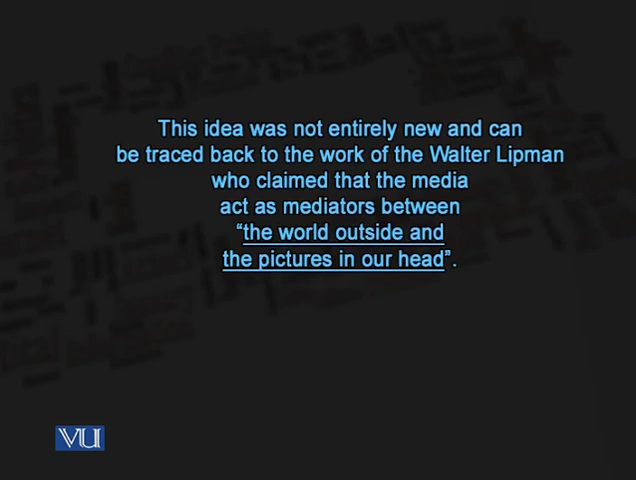 This idea was not entirely new and can
be traced back to the work of the Walter Lipman
who claimed that the media
act as mediators between
“the world outside and
the pictures in our head”.
VU